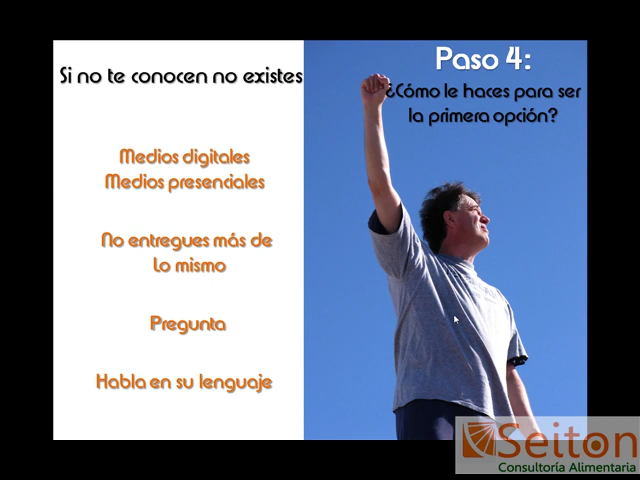 Si no te conocen no existes
Medios digitales
Medios presenciales
No entregues más de
Lo mismo
Pregunta
Habla en su lenguaje
Paso 4:
¿Cómo le haces para ser
la primera opción?
Seiton
Consultoría Alimentaria